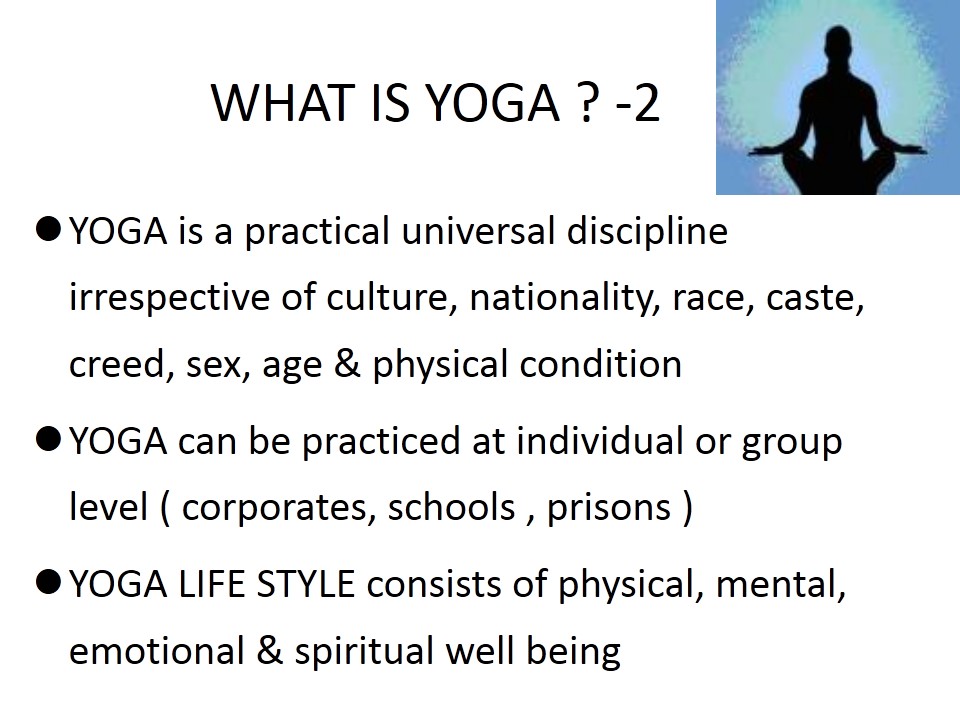 WHAT IS YOGA ? -2
● YOGA is a practical universal discipline
irrespective of culture, nationality, race, caste,
creed, sex, age & physical condition
● YOGA can be practiced at individual or group
level ( corporates, schools , prisons )
● YOGA LIFE STYLE consists of physical, mental,
emotional & spiritual well being